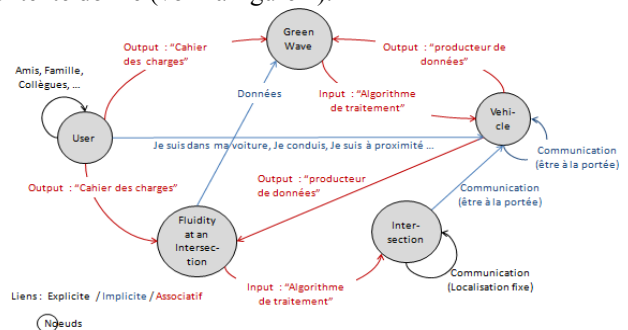 Green
Wave
Output : “Cahier
des charges”
Output : “producteur de
données”
Amis, Famille,
Collègues, ...
Données
Input : “Algorithme
de traitement”
Vehi-
cle
User
Je suis dans ma voiture, Je conduis, Je suis à proximité ...
Communication
(être à la portée)
Output : “Cahier des charges”
Output : “producteur
de données”
Communication
(être à la portée)
Fluidity
at an
Intersec-
tion
Inter-
section
Communication
(Localisation fixe)
Input : “Algorithme
de traitement”
Liens : Explicite / Implicite / Associatif
Nœuds